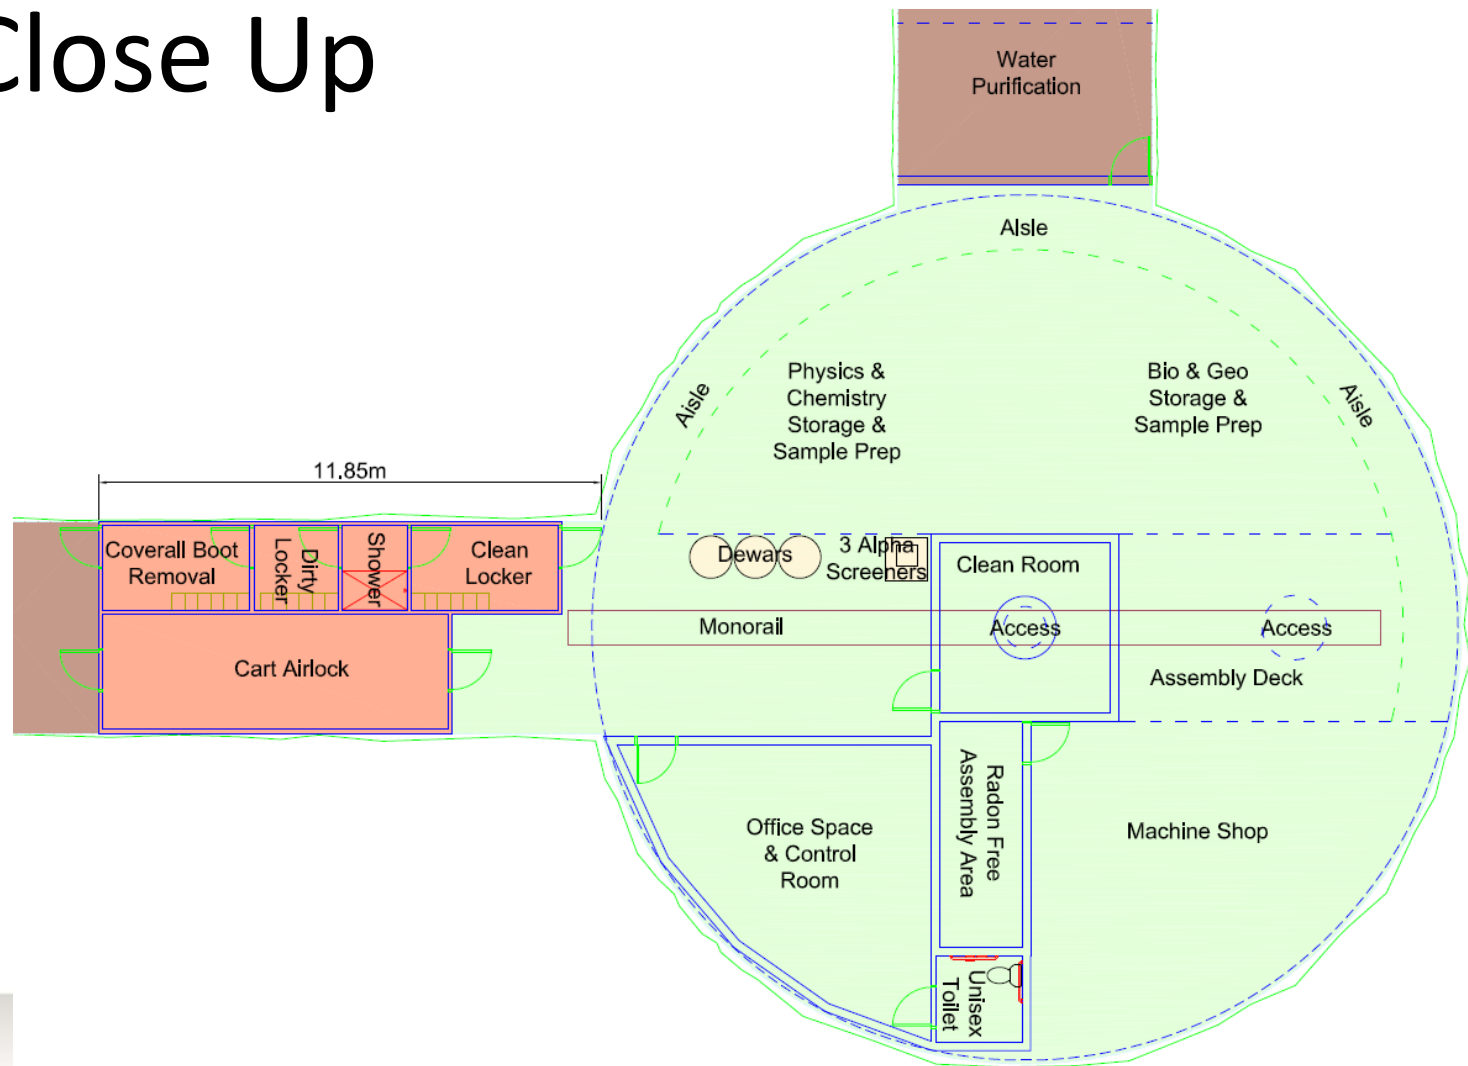 Close Up
Water
Purification
AIsle
Aisle
Physics &
Chemistry
Storage &
Sample Prep
Bio & Geo
Storage &
Sample Prep
Aisle
11.85m
Coverall Boot
Removal
Dirty
Locker
Shower
Clean
Locker
Dewars
3 Alpha
Screeners
Clean Room
Monorail
Access
Access
Cart Airlock
Assembly Deck
Radon Free
Assembly Area
Office Space
& Control
Room
Machine Shop
Unisex
Toilet